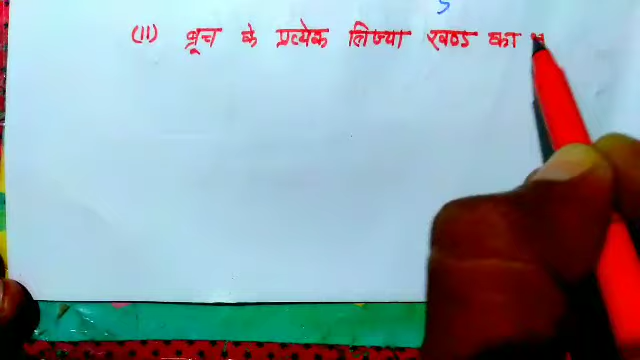 (II) ब्रूच के प्रत्येक त्रिज्या खण्ड का